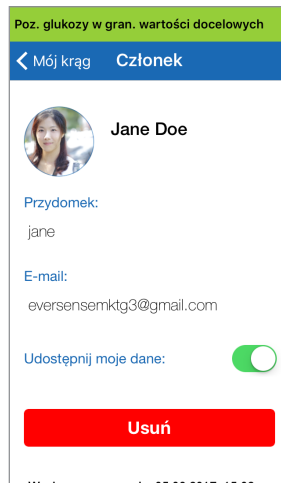 Poz. glukozy w gran. wartości docelowych
Mój krąg Członek
Jane Doe
Przydomek:
jane
E-mail:
eversensemktg3@gmail.com
Udostępnij moje dane:
Usuń